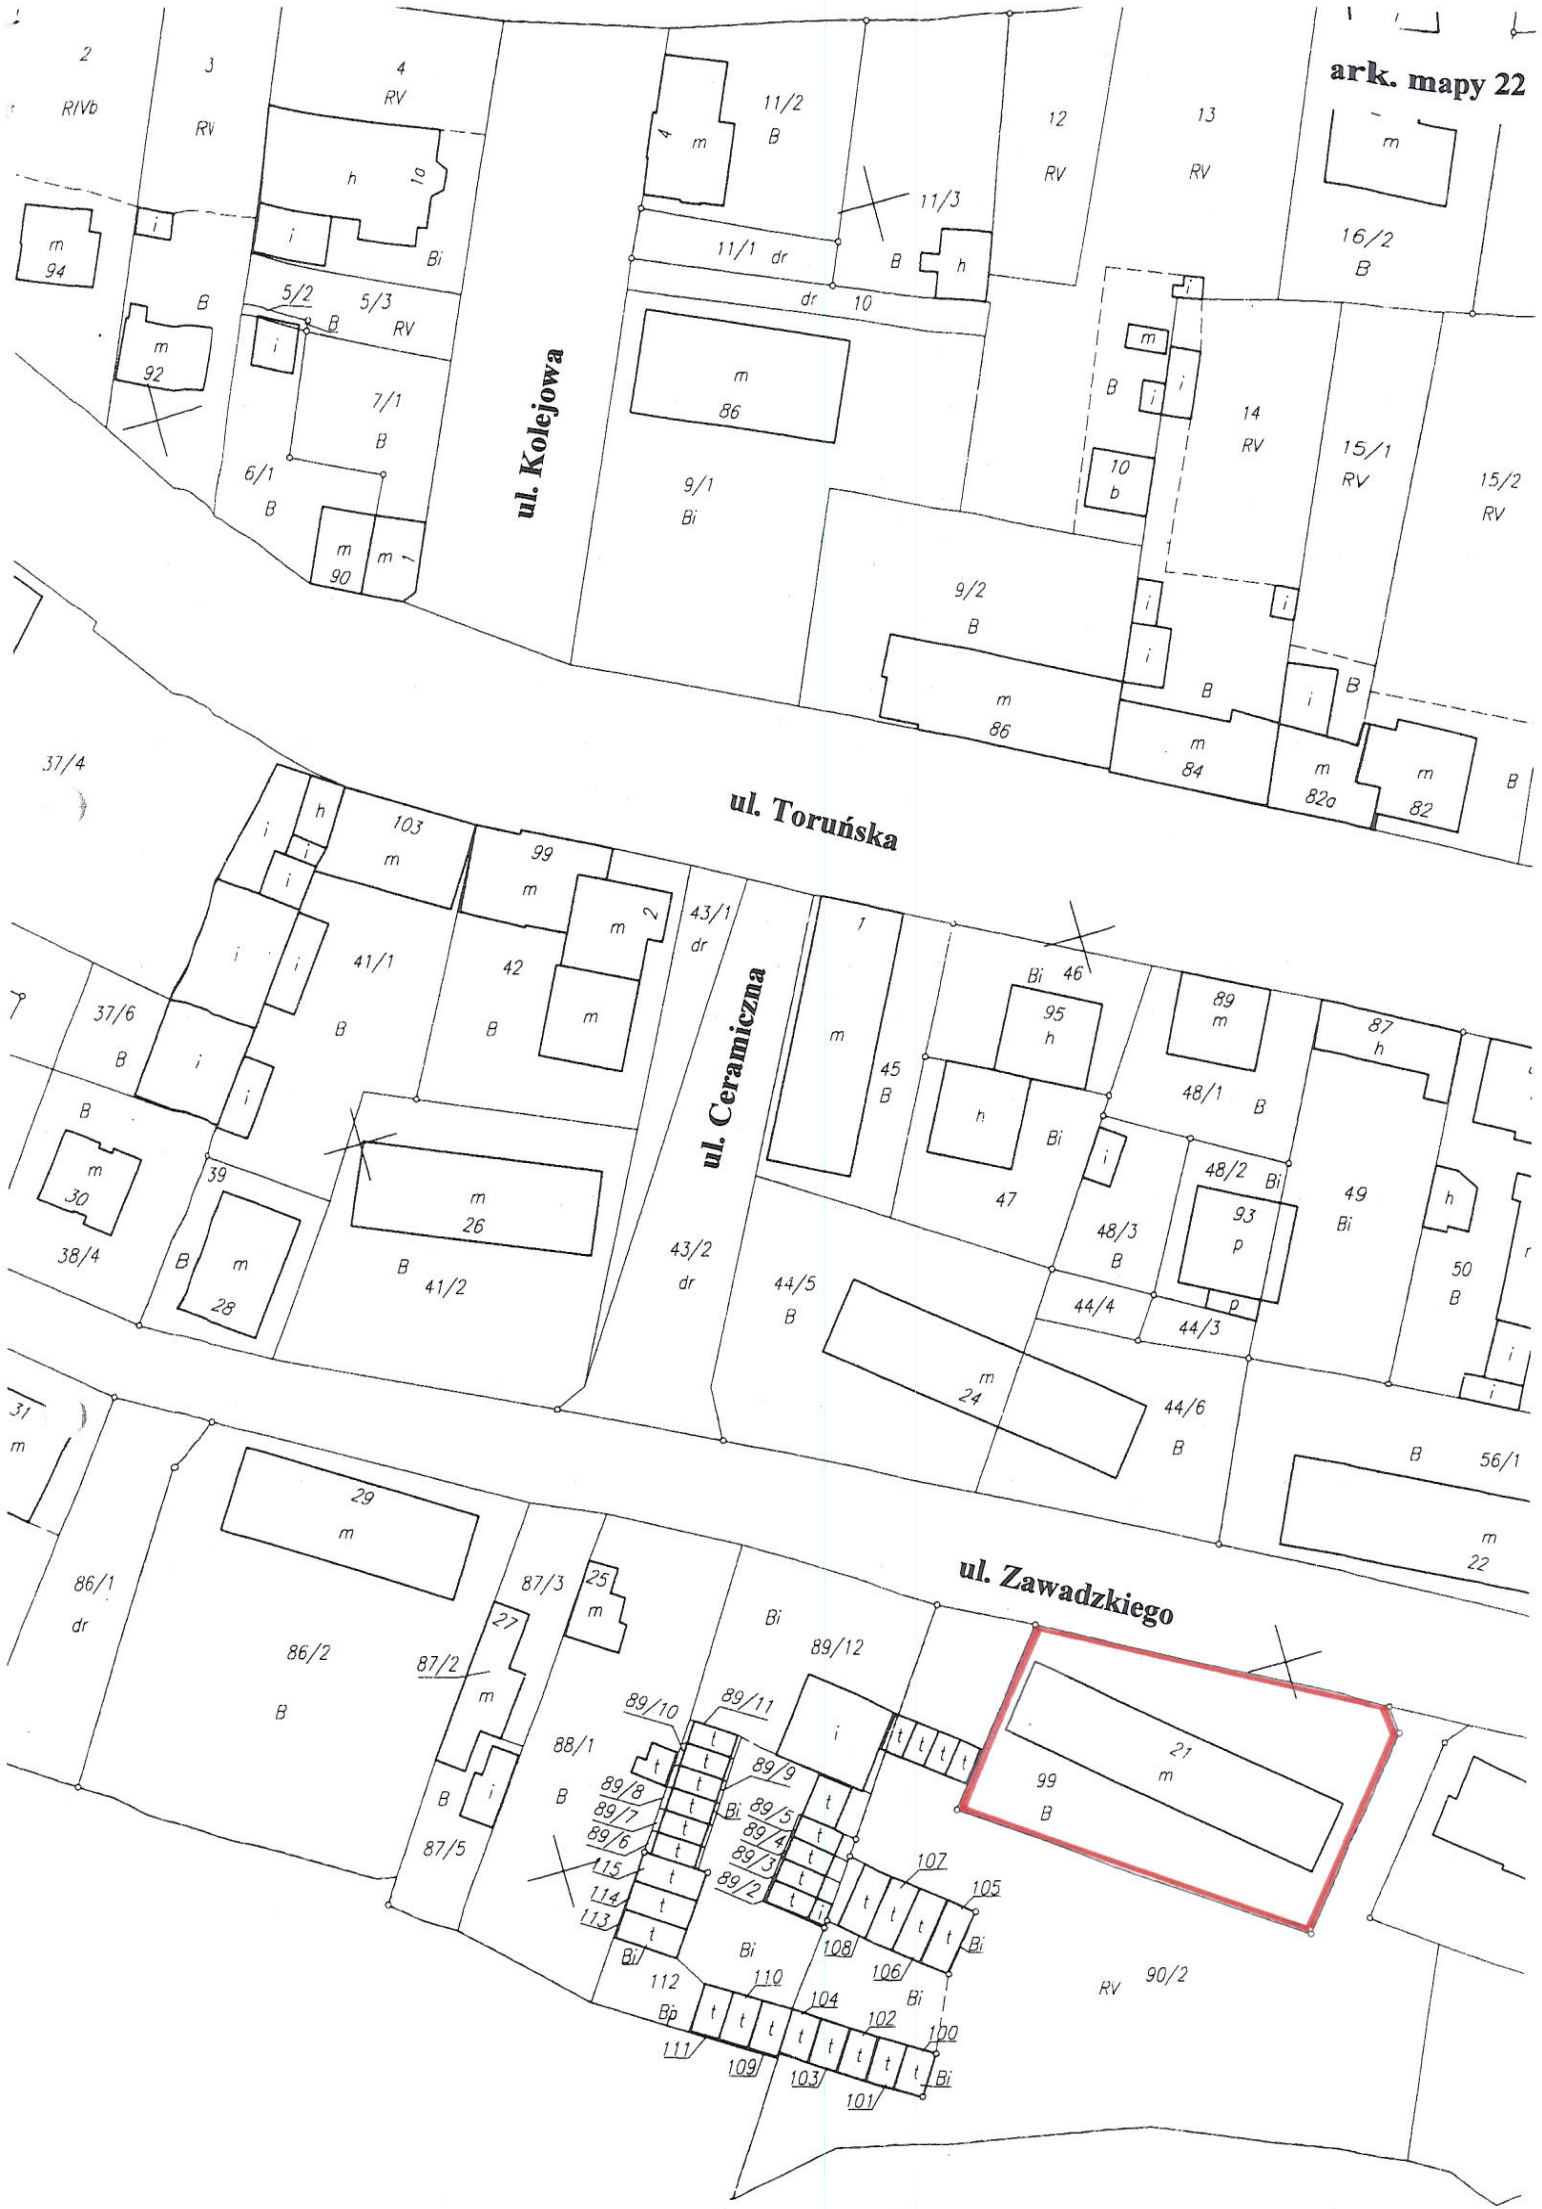 ark. mapy 22
2
RIVb
3
RV
4
RV
h
1a
i
i
Bi
m
94
B
m
92
5/2
B
5/3
RV
i
7/1
B
6/1
B
m
90
m
1
ul. Kolejowa
4
m
11/2
B
11/3
B
h
11/1
dr
dr
10
m
86
9/1
Bi
12
RV
13
RV
m
16/2
B
i
m
B
i
i
10
b
14
RV
15/1
RV
15/2
RV
9/2
B
i
i
i
B
i
B
m
86
m
84
m
82a
m
82
B
37/4
ul. Toruńska
i
h
i
i
103
m
99
m
m
2
43/1
dr
i
i
41/1
B
42
B
m
37/6
B
i
i
ul. Ceramiczna
1
m
45
B
Bi
46
95
h
h
Bi
47
89
m
48/1
B
87
h
i
48/2
Bi
93
p
p
48/3
B
49
Bi
h
50
B
i
i
B
m
30
38/4
39
B
m
28
m
26
B
41/2
43/2
dr
44/5
B
44/4
44/3
m
24
44/6
B
B
56/1
m
22
31
m
29
m
86/1
dr
86/2
B
87/3
25
m
27
87/2
m
i
B
87/5
88/1
B
ul. Zawadzkiego
Bi
89/12
89/10
89/11
t
t
t
t
t
t
t
89/9
89/8
89/7
89/6
Bi
i
t
t
t
t
89/5
89/4
89/3
89/2
t
t
t
t
t
i
115
114
113
t
t
t
Bi
112
Bp
Bi
107
105
t
t
t
t
Bi
108
106
Bi
110
104
102
100
t
t
t
t
t
t
t
t
Bi
111
109
103
101
21
m
99
B
RV
90/2